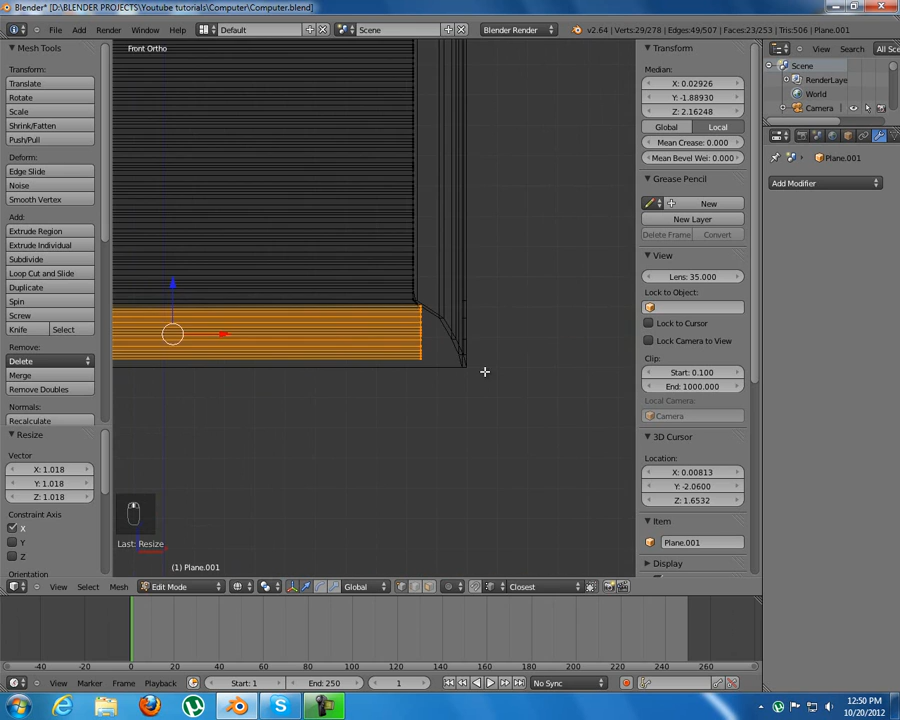 Blender* [D:\BLENDER PROJECTS\Youtube tutorials\Computer\Computer.blend]
File Add Render Window Help Default Scene Blender Render v2.64 | Verts:29/278 | Edges:49/507 | Faces:23/253 | Tris:506 | Plane.001
Mesh Tools
Transform:
Translate
Rotate
Scale
Shrink/Fatten
Push/Pull
Deform:
Edge Slide
Noise
Smooth Vertex
Add:
Extrude Region
Extrude Individual
Subdivide
Loop Cut and Slide
Duplicate
Spin
Screw
Knife Select
Remove:
Delete
Merge
Remove Doubles
Normals:
Recalculate
Resize
Vector
X: 1.018
Y: 1.018
Z: 1.018
Constraint Axis
X
Y
Z
Orientation
Front Ortho
Last: Resize
(1) Plane.001
Transform
Median:
X: 0.02926
Y: -1.88930
Z: 2.16248
Global Local
Mean Crease: 0.000
Mean Bevel Wei: 0.000
Grease Pencil
New
New Layer
Delete Frame Convert
View
Lens: 35.000
Lock to Object:
Lock to Cursor
Lock Camera to View
Clip:
Start: 0.100
End: 1000.000
Local Camera:
Camera
3D Cursor
Location:
X: 0.00813
Y: -2.0600
Z: 1.6532
Item
Plane.001
Display
View Search All Sce
Scene
RenderLaye
World
Camera
Plane.001
Add Modifier
View Select Mesh Edit Mode Global Closest
-40 -20 0 20 40 60 80 100 120 140 160 180 200 220 240 260
View Marker Frame Playback Start: 1 End: 250 1 No Sync
12:50 PM
10/20/2012